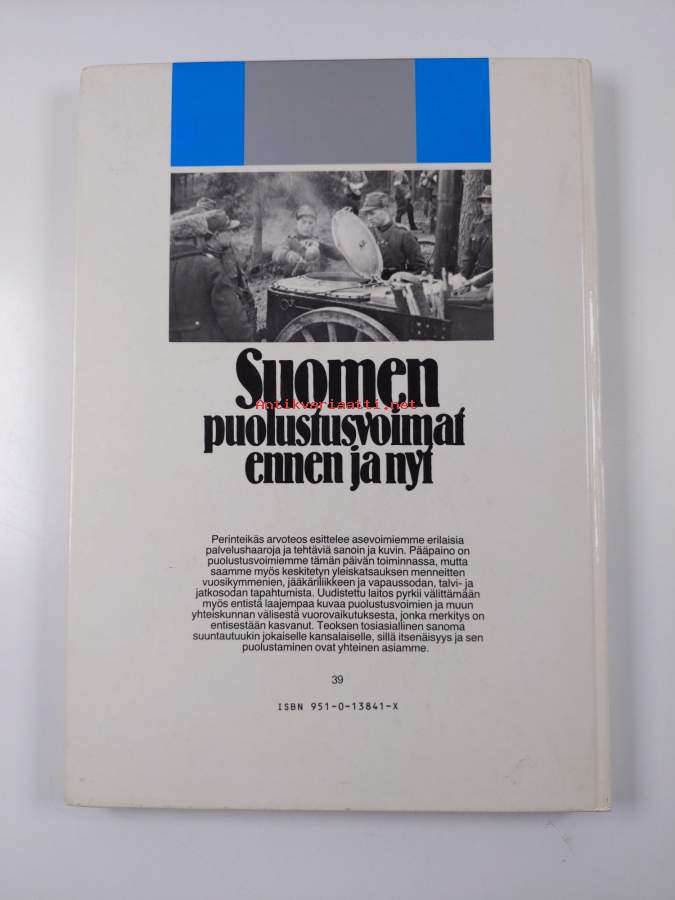 Suomen
Antikvariaatti.net
puolustusvoimat
ennen ja nyt
Perinteikäs arvoteos esittelee asevoimiemme erilaisia
palvelushaaroja ja tehtäviä sanoin ja kuvin. Pääpaino on
puolustusvoimiemme tämän päivän toiminnassa, mutta
saamme myös keskitetyn yleiskatsauksen menneitten
vuosikymmenien, jääkäriliikkeen ja vapaussodan, talvi- ja
jatkosodan tapahtumista. Uudistettu laitos pyrkii välittämään
myös entistä laajempaa kuvaa puolustusvoimien ja muun
yhteiskunnan välisestä vuorovaikutuksesta, jonka merkitys on
entisestään kasvanut. Teoksen tosiasiallinen sanoma
suuntautuukin jokaiselle kansalaiselle, sillä itsenäisyys ja sen
puolustaminen ovat yhteinen asiamme.
39
ISBN 951-0-13841-X